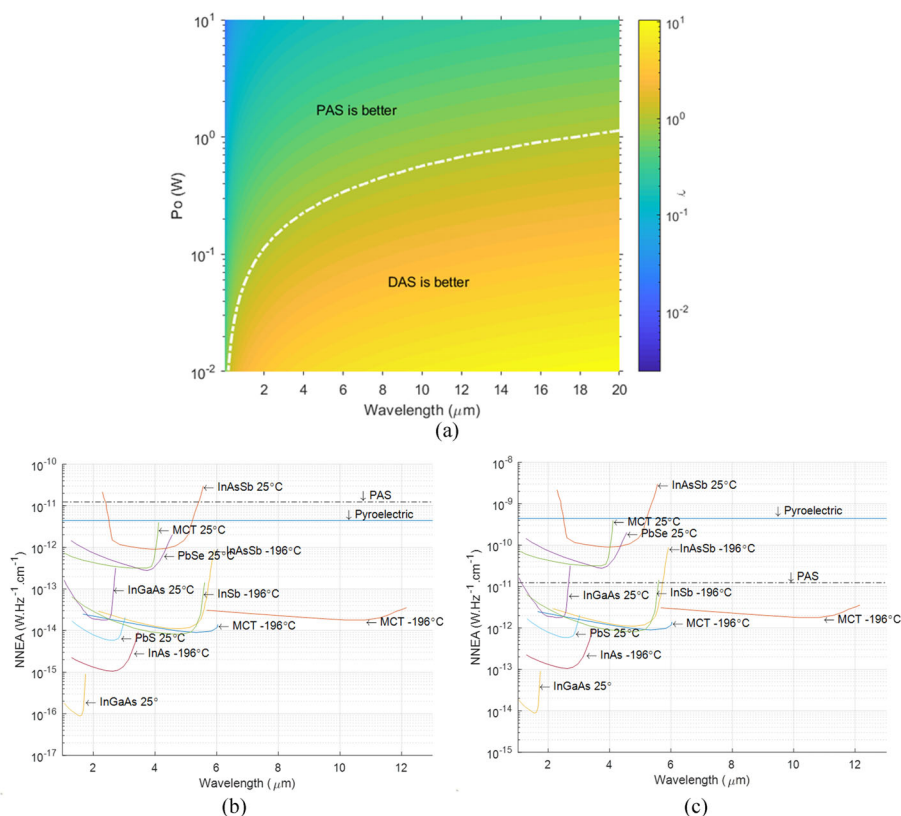 10^1
10^0
10^-1
10^-2
Po (W)
PAS is better
DAS is better
2 4 6 8 10 12 14 16 18 20
Wavelength (μm)
10^1
10^0
10^-1
10^-2
(a)
10^-10
10^-11
10^-12
10^-13
10^-14
10^-15
10^-16
10^-17
NNEA (W.Hz^-1.cm^-1)
InAsSb 25°C
PAS
Pyroelectric
MCT 25°C
PbSe 25°C
InAsSb -196°C
InGaAs 25°C
InSb -196°C
MCT -196°C
MCT -196°C
PbS 25°C
InAs -196°C
InGaAs 25°
2 4 6 8 10 12
Wavelength (μm)
(b)
10^-8
10^-9
10^-10
10^-11
10^-12
10^-13
10^-14
10^-15
NNEA (W.Hz^-1.cm^-1)
InAsSb 25°C
Pyroelectric
MCT 25°C
PbSe 25°C
InAsSb -196°C
PAS
InGaAs 25°C
InSb -196°C
MCT -196°C
MCT -196°C
PbS 25°C
InAs -196°C
InGaAs 25°
2 4 6 8 10 12
Wavelength (μm)
(c)